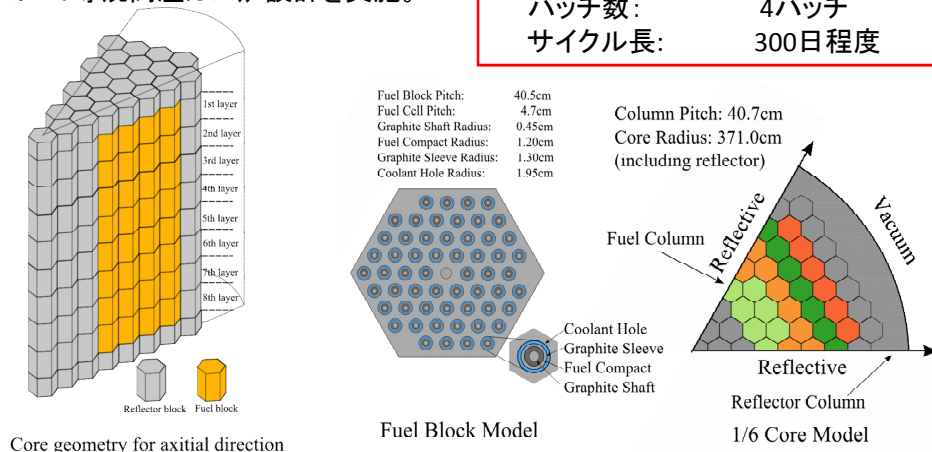 バッチ数:　4バッチ
サイクル長:　300日程度
1st layer
2nd layer
3rd layer
4th layer
5th layer
6th layer
7th layer
8th layer
Reflector block
Fuel block
Core geometry for axitial direction
Fuel Block Pitch: 40.5cm
Fuel Cell Pitch: 4.7cm
Graphite Shaft Radius: 0.45cm
Fuel Compact Radius: 1.20cm
Graphite Sleeve Radius: 1.30cm
Coolant Hole Radius: 1.95cm
Coolant Hole
Graphite Sleeve
Fuel Compact
Graphite Shaft
Fuel Block Model
Column Pitch: 40.7cm
Core Radius: 371.0cm
(including reflector)
Fuel Column
Reflective
Vacuum
Reflective
Reflector Column
1/6 Core Model